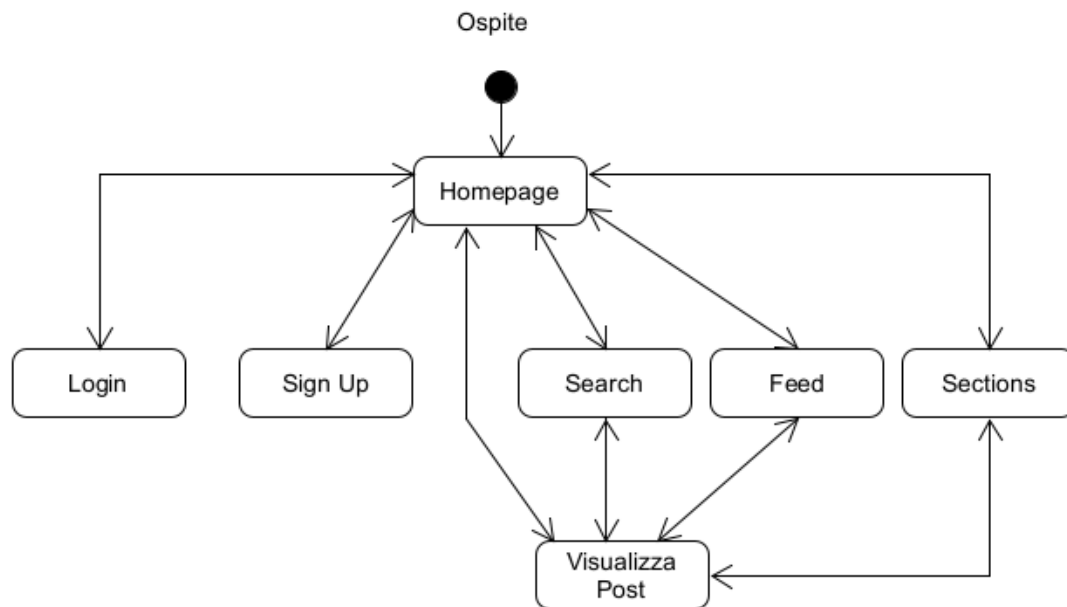 Ospite
Homepage
Login
Sign Up
Search
Feed
Sections
Visualizza
Post